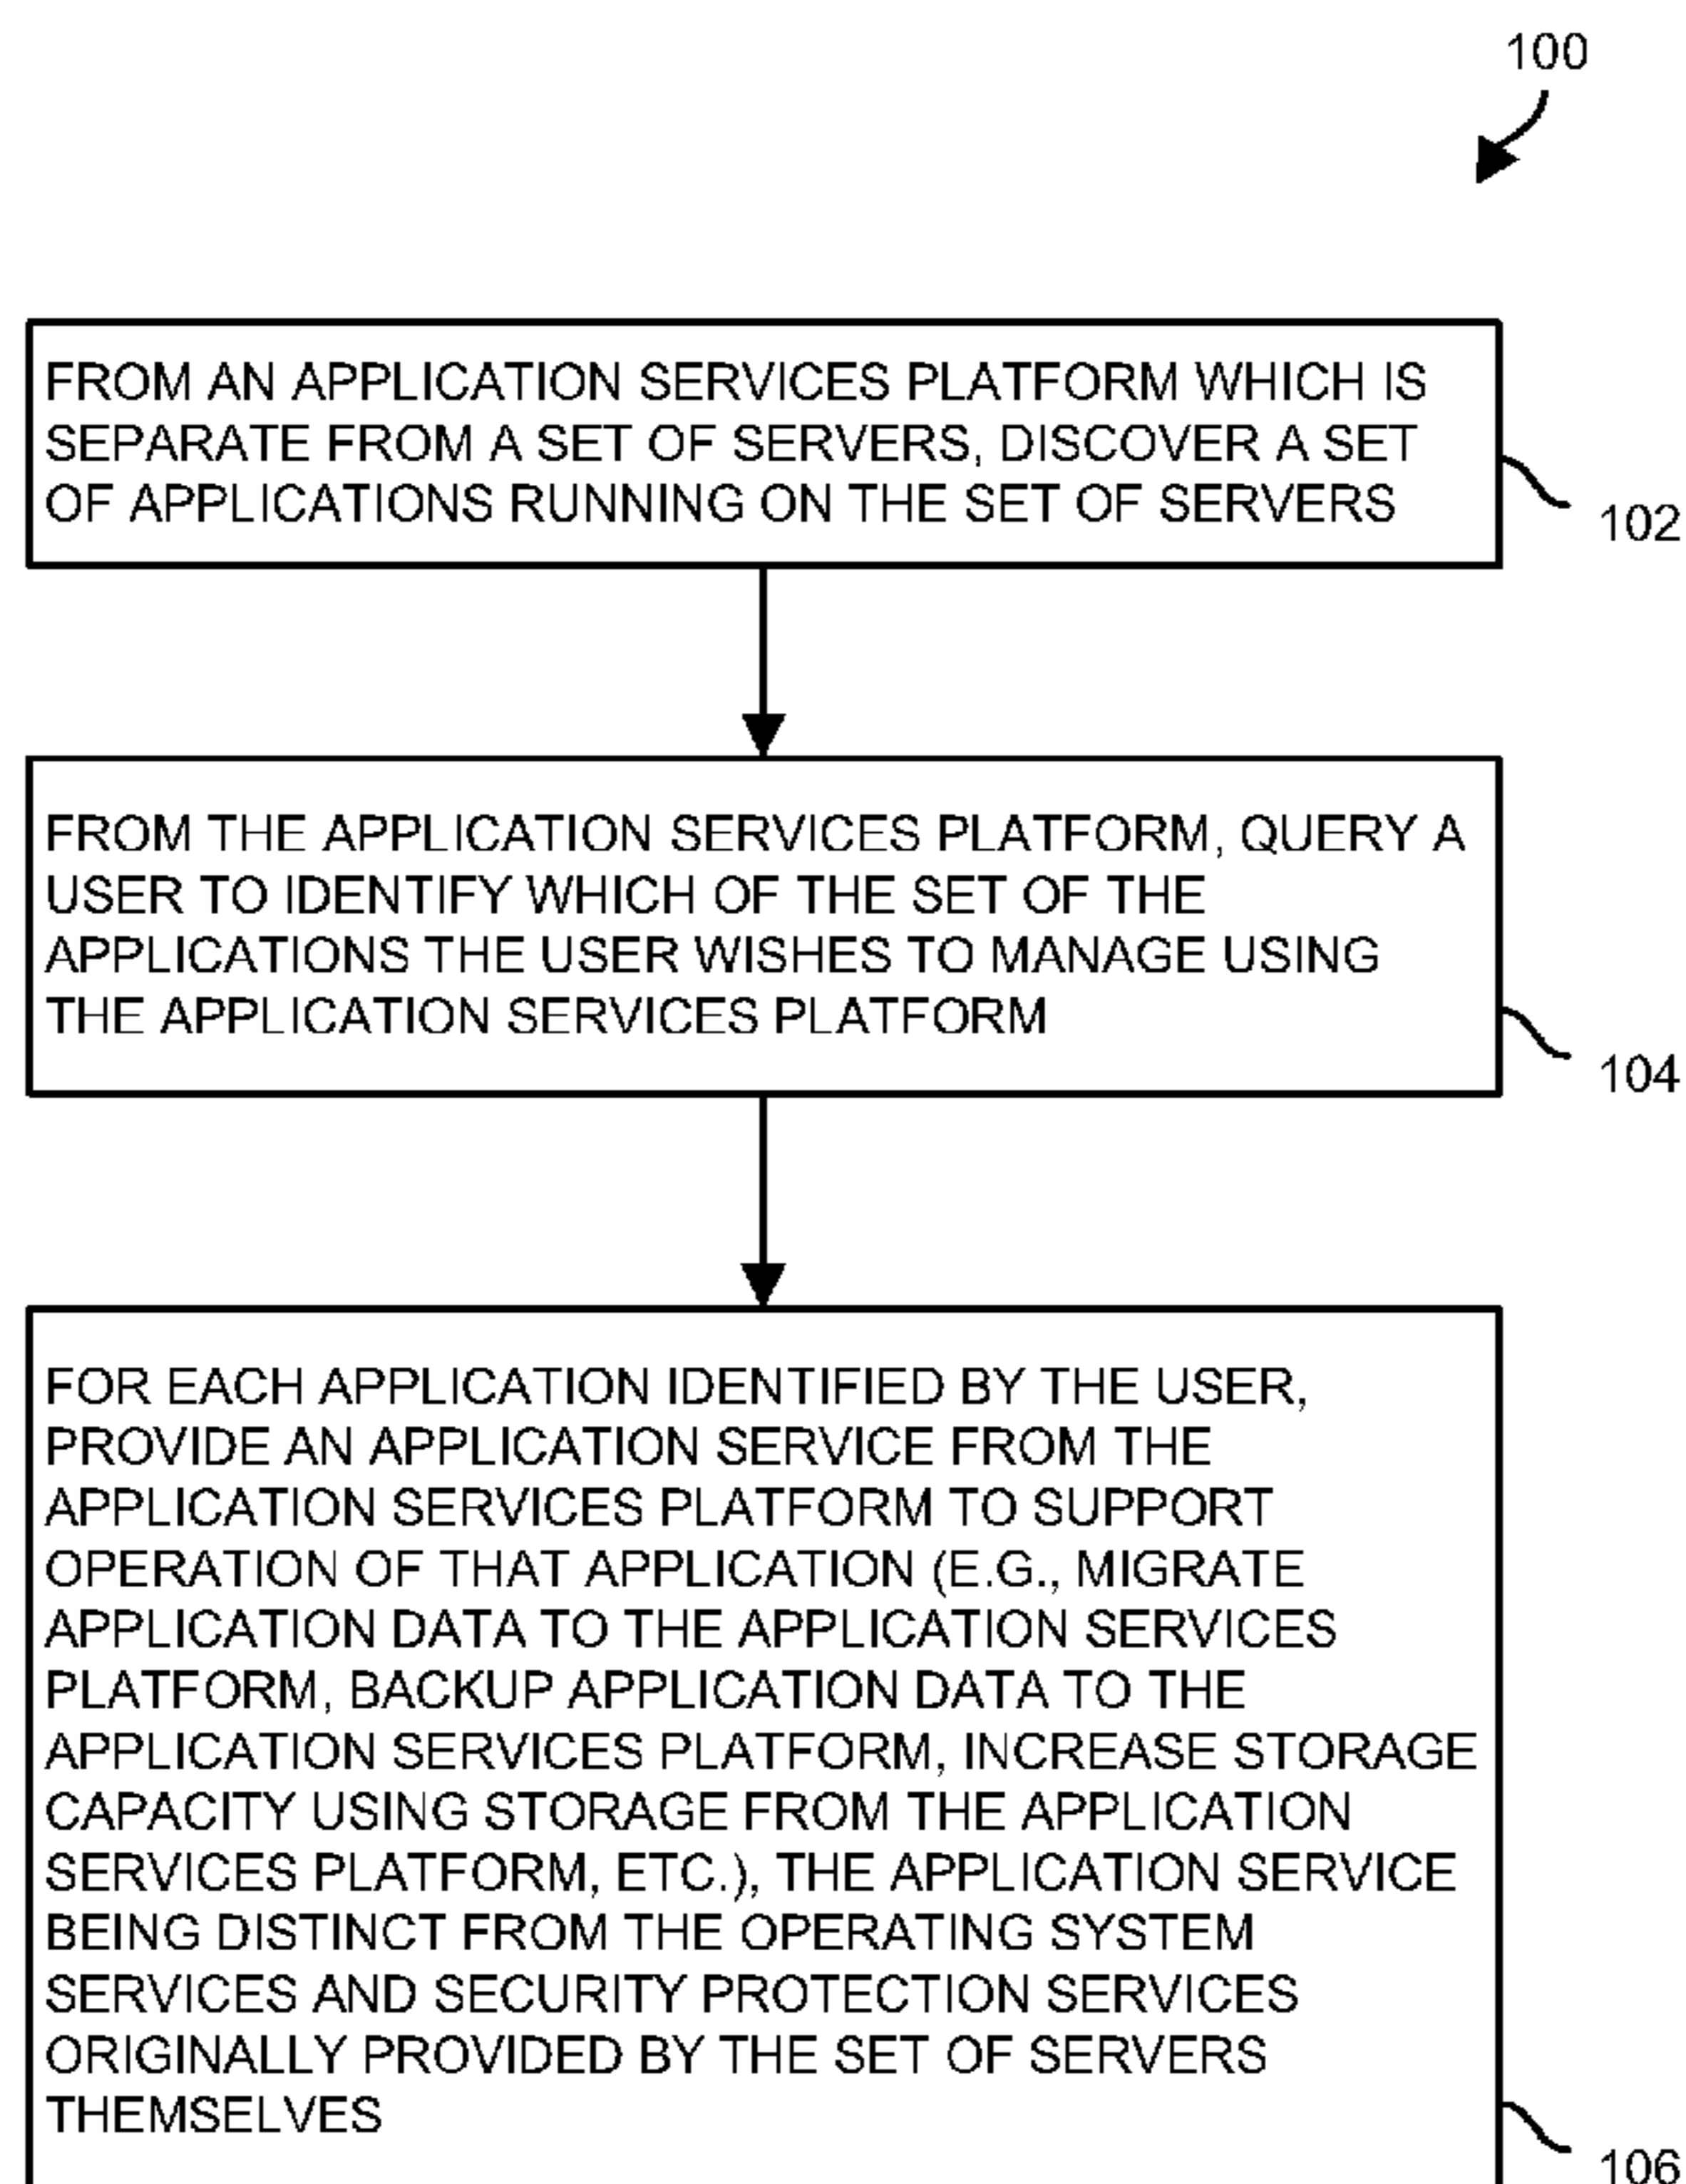 100
FROM AN APPLICATION SERVICES PLATFORM WHICH IS
SEPARATE FROM A SET OF SERVERS, DISCOVER A SET
OF APPLICATIONS RUNNING ON THE SET OF SERVERS
102
FROM THE APPLICATION SERVICES PLATFORM, QUERY A
USER TO IDENTIFY WHICH OF THE SET OF THE
APPLICATIONS THE USER WISHES TO MANAGE USING
THE APPLICATION SERVICES PLATFORM
104
FOR EACH APPLICATION IDENTIFIED BY THE USER,
PROVIDE AN APPLICATION SERVICE FROM THE
APPLICATION SERVICES PLATFORM TO SUPPORT
OPERATION OF THAT APPLICATION (E.G., MIGRATE
APPLICATION DATA TO THE APPLICATION SERVICES
PLATFORM, BACKUP APPLICATION DATA TO THE
APPLICATION SERVICES PLATFORM, INCREASE STORAGE
CAPACITY USING STORAGE FROM THE APPLICATION
SERVICES PLATFORM, ETC.), THE APPLICATION SERVICE
BEING DISTINCT FROM THE OPERATING SYSTEM
SERVICES AND SECURITY PROTECTION SERVICES
ORIGINALLY PROVIDED BY THE SET OF SERVERS
THEMSELVES
106